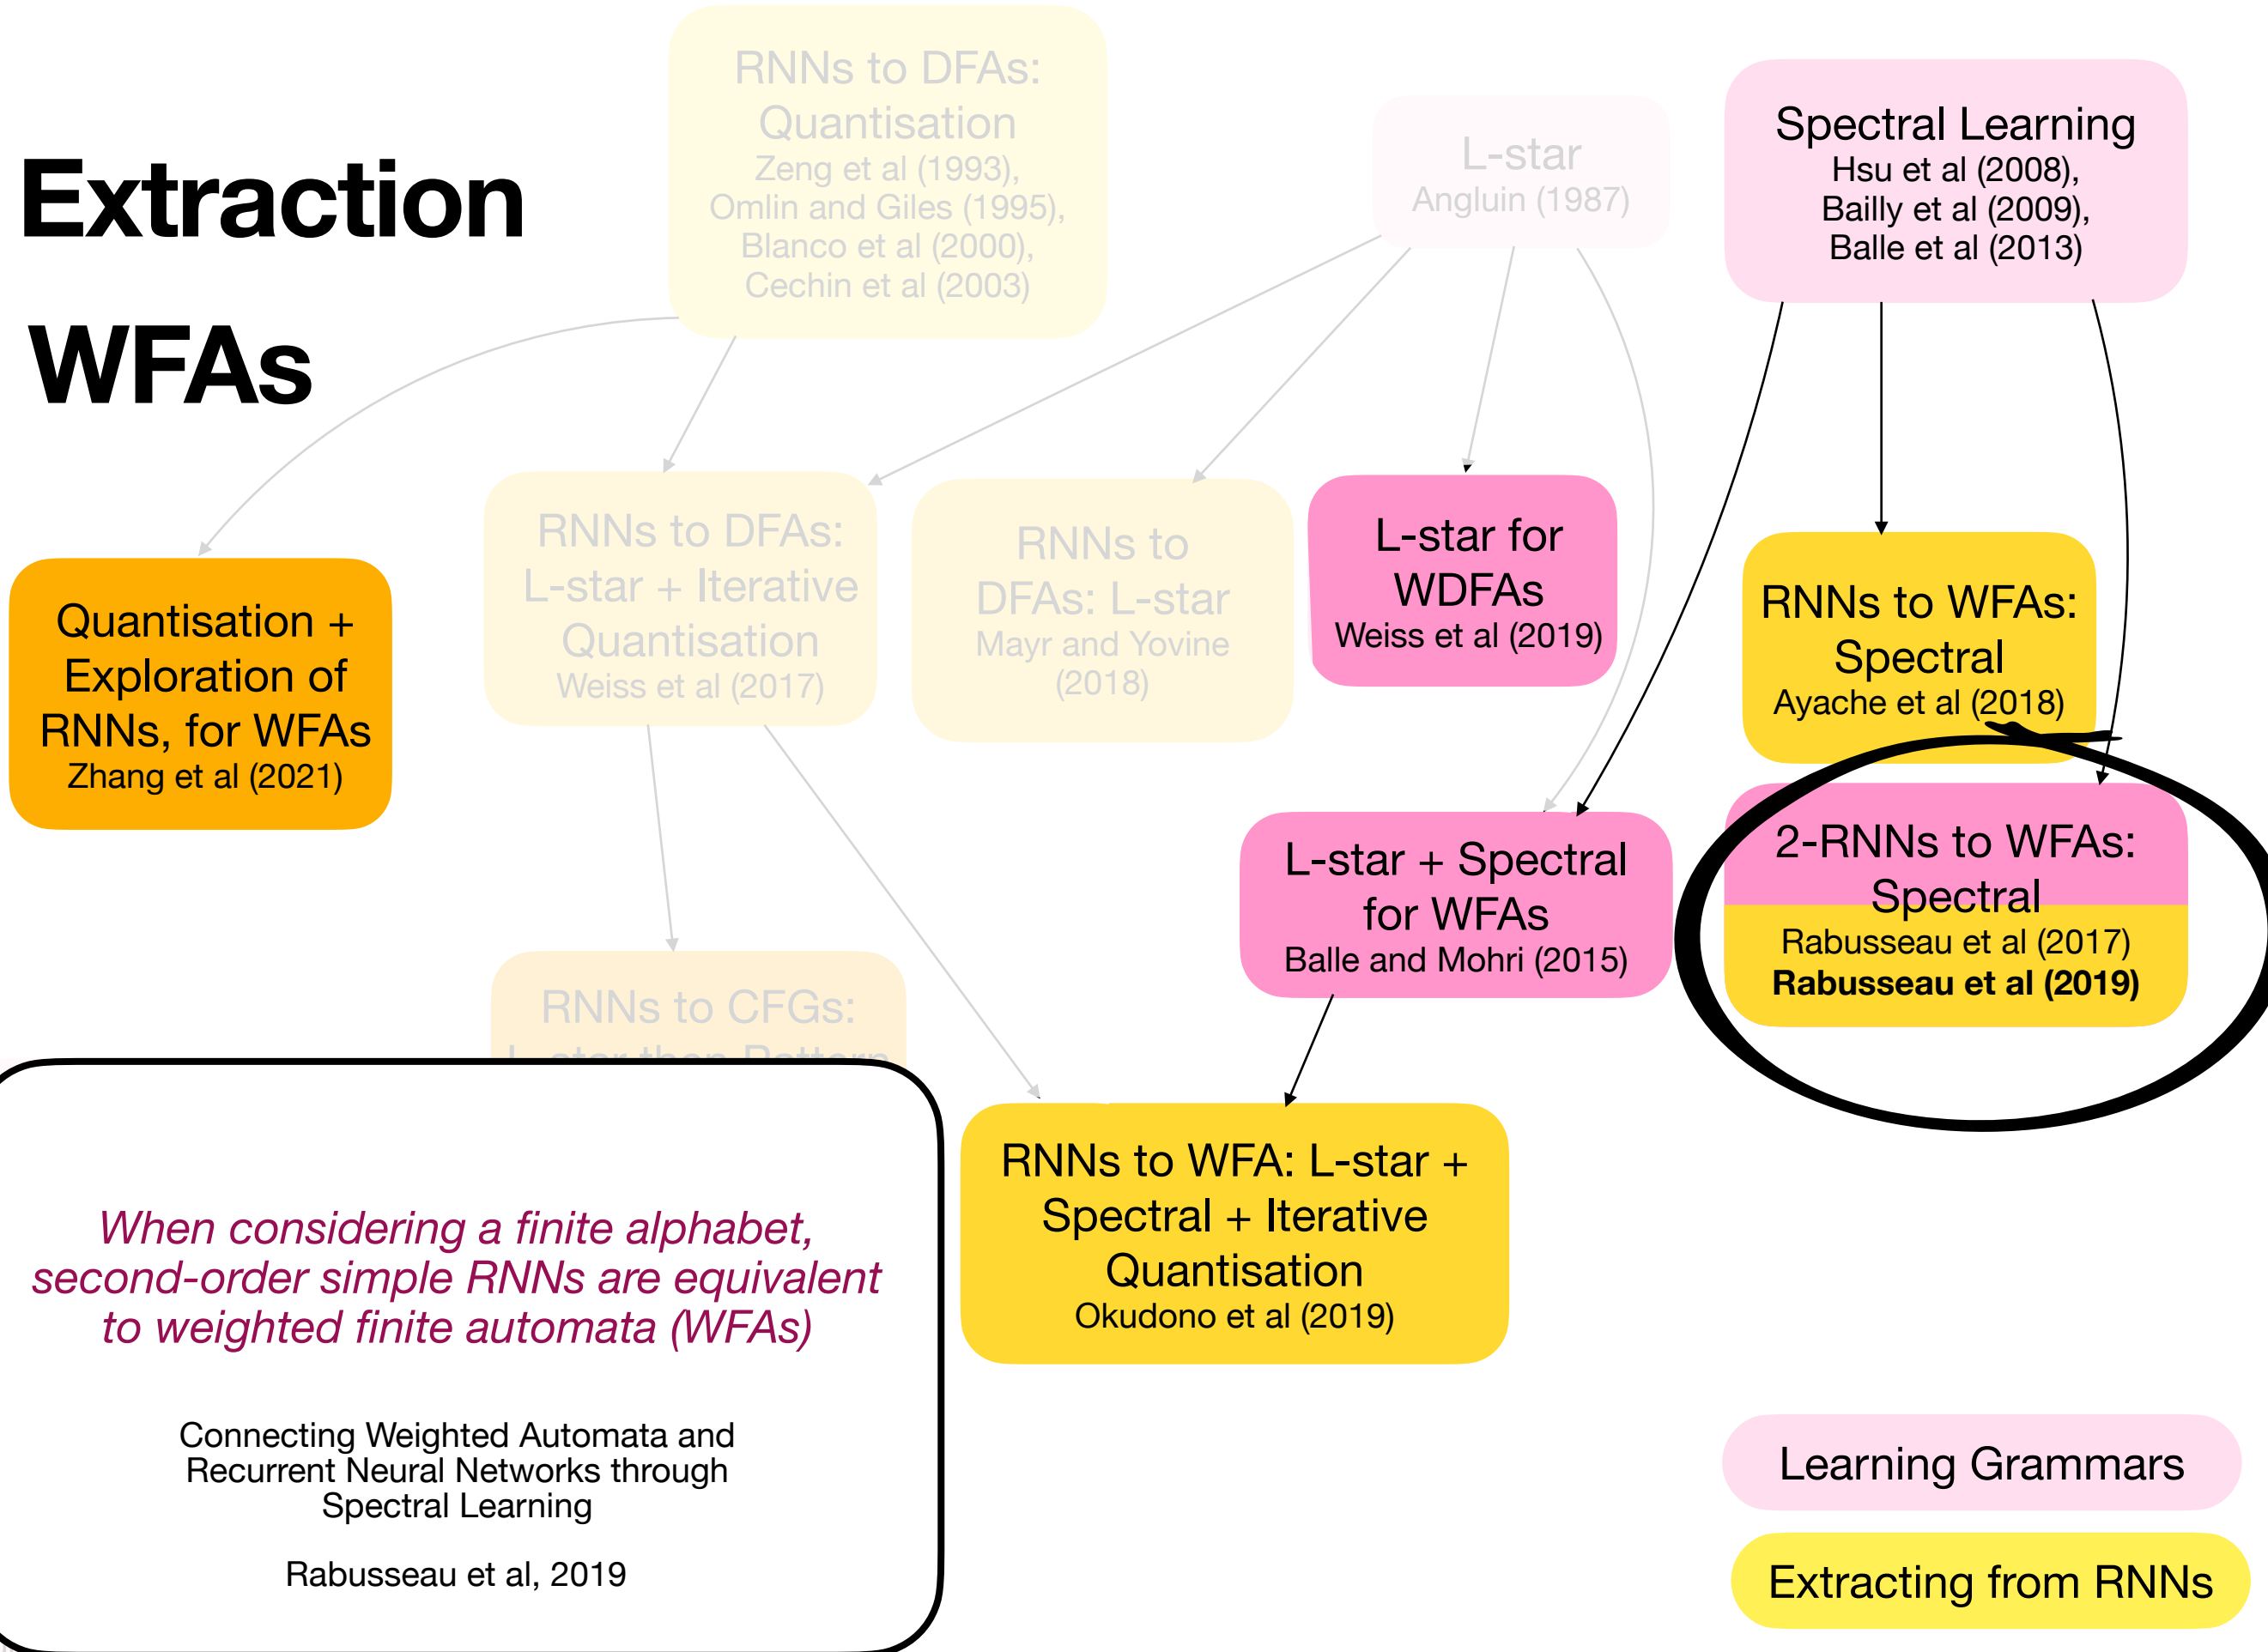 Extraction
WFAs
RNNs to DFAs:
Quantisation
Zeng et al (1993),
Omlin and Giles (1995),
Blanco et al (2000),
Cechin et al (2003)
L-star
Angluin (1987)
Spectral Learning
Hsu et al (2008),
Bailly et al (2009),
Balle et al (2013)
Quantisation +
Exploration of
RNNs, for WFAs
Zhang et al (2021)
RNNs to DFAs:
L-star + Iterative
Quantisation
Weiss et al (2017)
RNNs to
DFAs: L-star
Mayr and Yovine
(2018)
L-star for
WDFAs
Weiss et al (2019)
RNNs to WFAs:
Spectral
Ayache et al (2018)
L-star + Spectral
for WFAs
Balle and Mohri (2015)
2-RNNs to WFAs:
Spectral
Rabusseau et al (2017)
Rabusseau et al (2019)
RNNs to CFGs:
L-star then Pattern
RNNs to WFA: L-star +
Spectral + Iterative
Quantisation
Okudono et al (2019)
When considering a finite alphabet,
second-order simple RNNs are equivalent
to weighted finite automata (WFAs)
Connecting Weighted Automata and
Recurrent Neural Networks through
Spectral Learning
Rabusseau et al, 2019
Learning Grammars
Extracting from RNNs